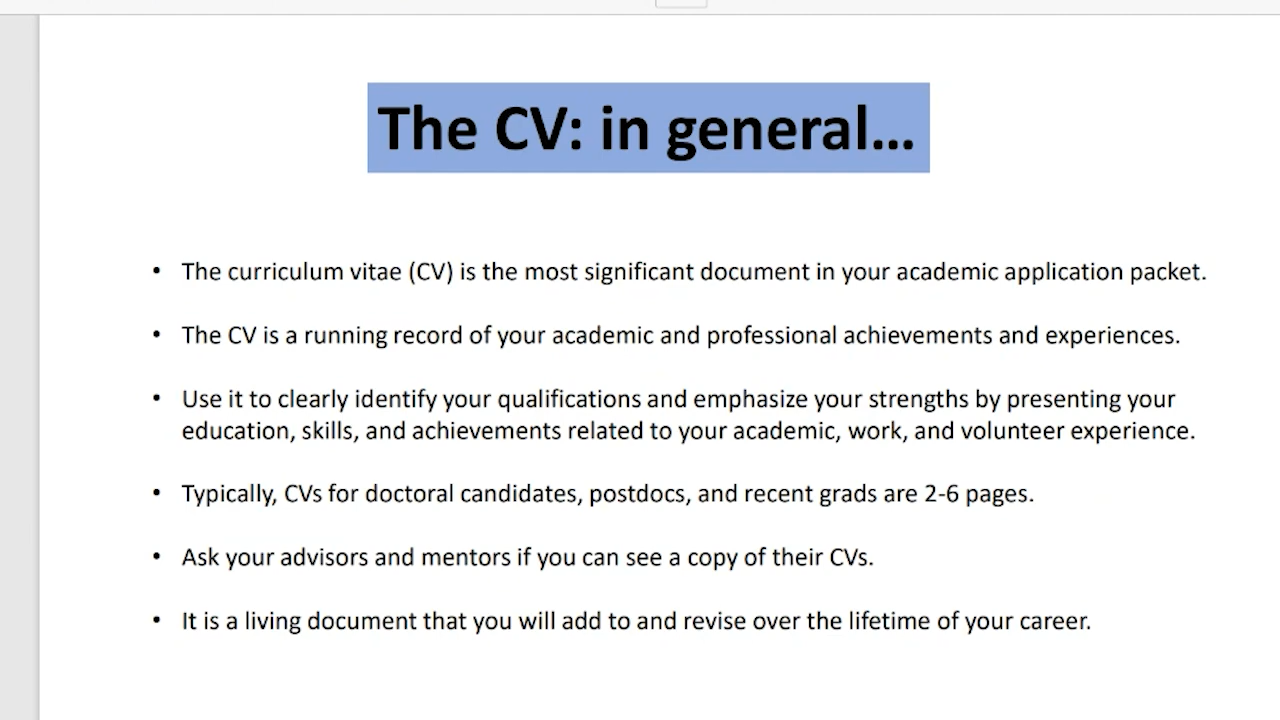 The CV: in general...
• The curriculum vitae (CV) is the most significant document in your academic application packet.
• The CV is a running record of your academic and professional achievements and experiences.
• Use it to clearly identify your qualifications and emphasize your strengths by presenting your
education, skills, and achievements related to your academic, work, and volunteer experience.
• Typically, CVs for doctoral candidates, postdocs, and recent grads are 2-6 pages.
• Ask your advisors and mentors if you can see a copy of their CVs.
• It is a living document that you will add to and revise over the lifetime of your career.